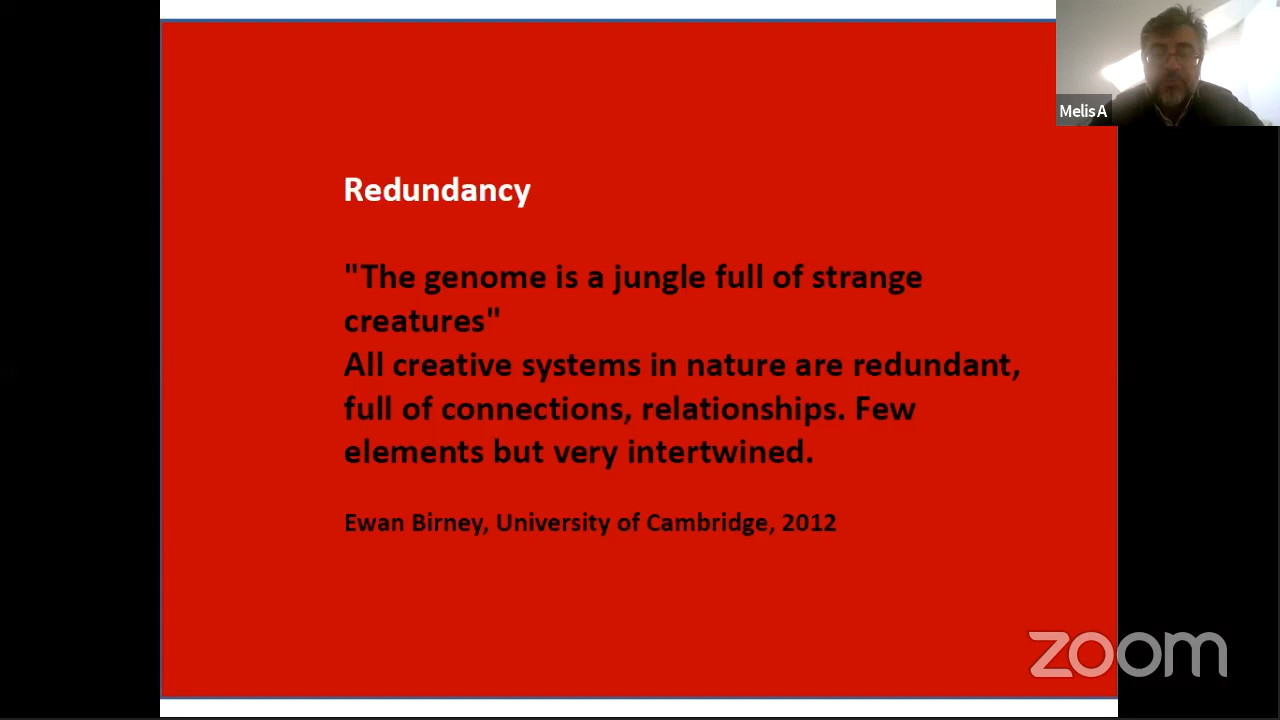 Melis A
Redundancy
"The genome is a jungle full of strange
creatures"
All creative systems in nature are redundant,
full of connections, relationships. Few
elements but very intertwined.
Ewan Birney, University of Cambridge, 2012
zoom